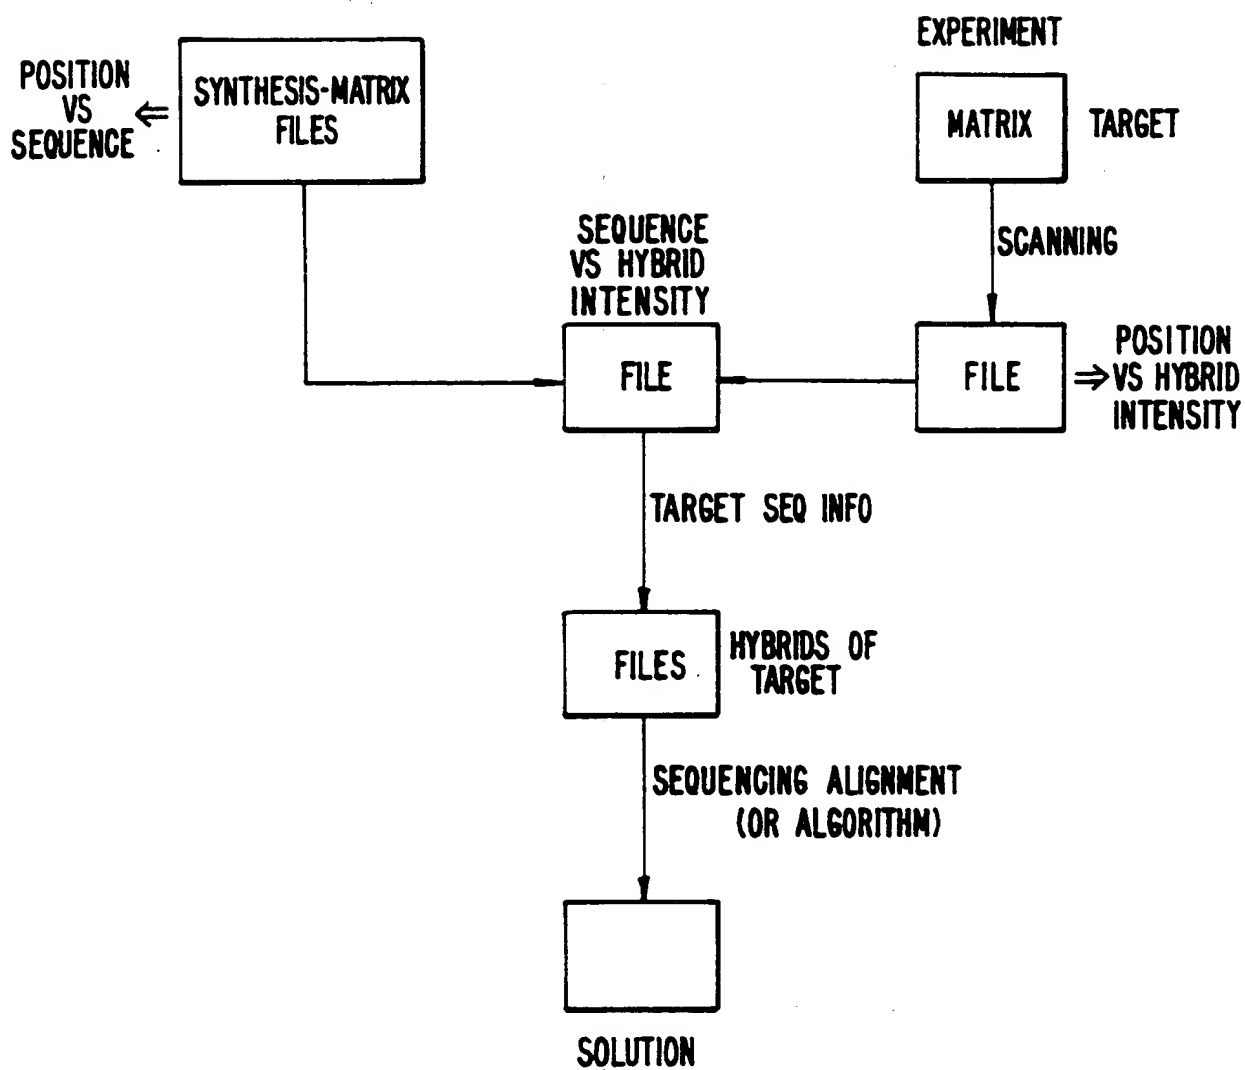 EXPERIMENT
POSITION
VS
SEQUENCE
SYNTHESIS-MATRIX
FILES
MATRIX
TARGET
SCANNING
SEQUENCE
VS HYBRID
INTENSITY
FILE
FILE
POSITION
VS HYBRID
INTENSITY
TARGET SEQ INFO
FILES
HYBRIDS OF
TARGET
SEQUENCING ALIGNMENT
(OR ALGORITHM)
SOLUTION